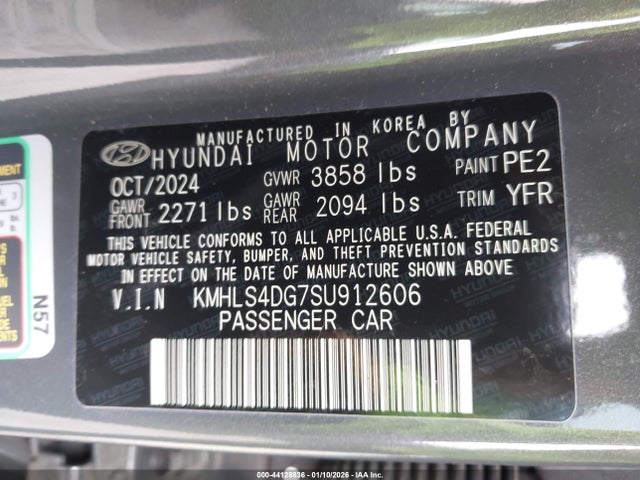 MANUFACTURED IN KOREA BY
HYUNDAI MOTOR COMPANY
OCT/2024 GVWR 3858 lbs PAINT PE2
GAWR FRONT 2271 lbs GAWR REAR 2094 lbs TRIM YFR
THIS VEHICLE CONFORMS TO ALL APPLICABLE U.S.A. FEDERAL
MOTOR VEHICLE SAFETY, BUMPER, AND THEFT PREVENTION STANDARDS
IN EFFECT ON THE DATE OF MANUFACTURE SHOWN ABOVE.
V.I.N KMHLS4DG7SU912606
PASSENGER CAR
N57
000-44128836 - 01/10/2026 - IAAI.COM